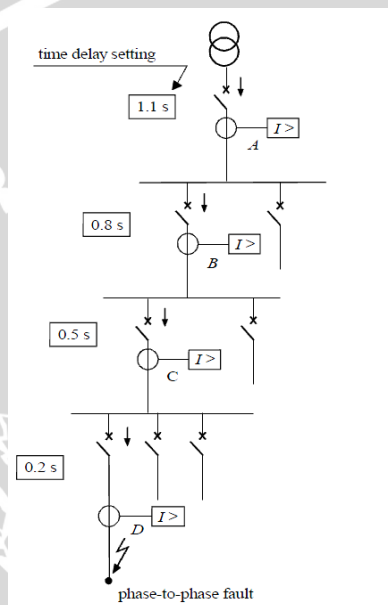 time delay setting
1.1 s
I >
A
0.8 s
I >
B
0.5 s
I >
C
0.2 s
I >
D
phase-to-phase fault